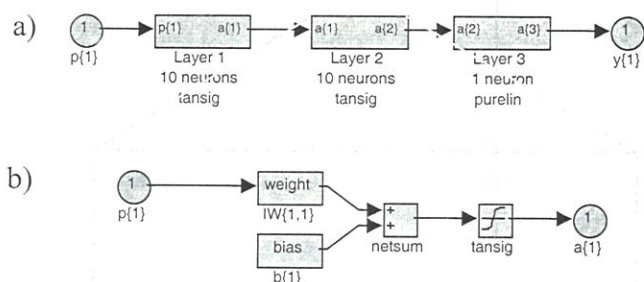 a)
1 p{1} a{1} a{1} a{2} a{2} a{3} 1
p{1} Layer 1 Layer 2 Layer 3 y{1}
10 neurons 10 neurons 1 neuron
tansig tansig purelin
b)
1 weight
p{1} IW{1,1}
+
+ 1
bias netsum tansig a{1}
b{1}